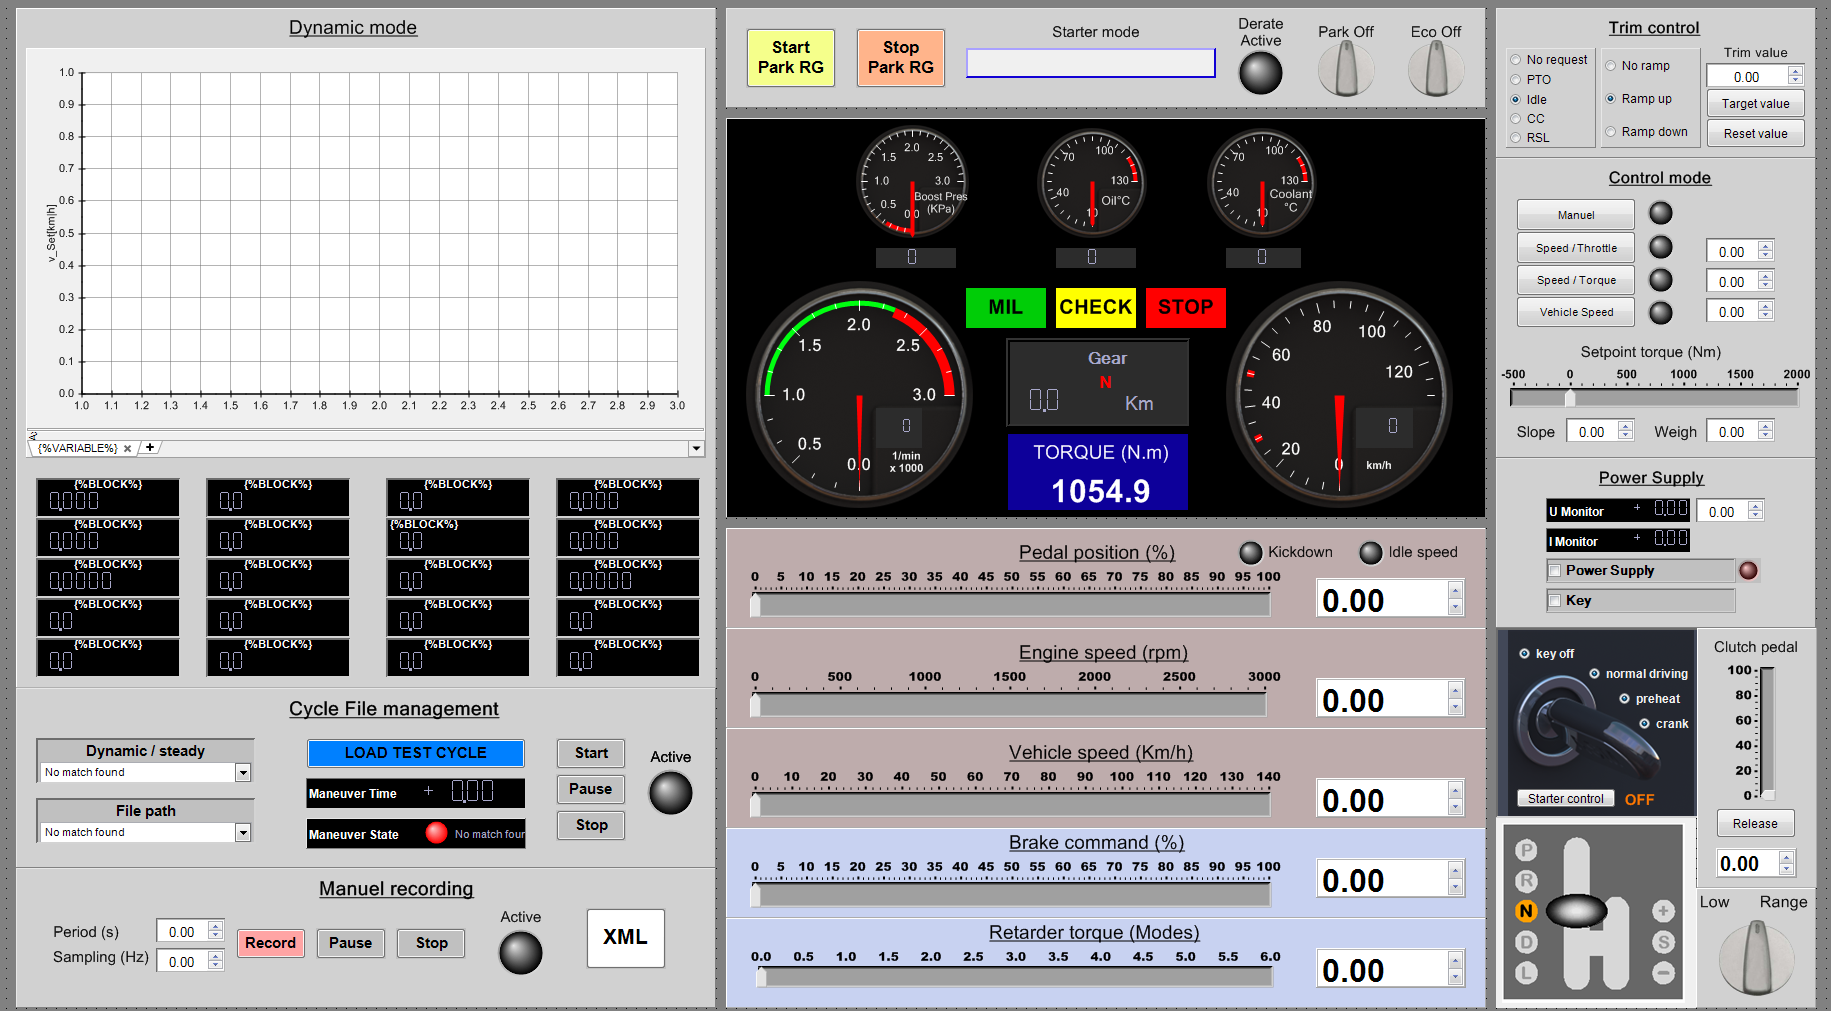 Dynamic mode
1.0
0.9
0.8
0.7
0.6
0.5
0.4
0.3
0.2
0.1
0.0
v_Set[km|h]
1.0 1.1 1.2 1.3 1.4 1.5 1.6 1.7 1.8 1.9 2.0 2.1 2.2 2.3 2.4 2.5 2.6 2.7 2.8 2.9 3.0
{%VARIABLE%} × +
{%BLOCK%} {%BLOCK%} {%BLOCK%} {%BLOCK%}
0.000 0.0 0.0 0.000
{%BLOCK%} {%BLOCK%} {%BLOCK%} {%BLOCK%}
0.000 0.0 0.0 0.000
{%BLOCK%} {%BLOCK%} {%BLOCK%} {%BLOCK%}
0.0000 0.0 0.0 0.0000
{%BLOCK%} {%BLOCK%} {%BLOCK%} {%BLOCK%}
0.0 0.0 0.0 0.0
{%BLOCK%} {%BLOCK%} {%BLOCK%} {%BLOCK%}
0.0 0.0 0.0 0.0
Cycle File management
Dynamic / steady
No match found
File path
No match found
LOAD TEST CYCLE
Maneuver Time + 0.00
Maneuver State No match four
Start
Pause
Stop
Active
Manuel recording
Period (s) 0.00
Sampling (Hz) 0.00
Record Pause Stop
Active
XML
Start
Park RG
Stop
Park RG
Starter mode
Derate
Active
Park Off
Eco Off
0.0 0.5 1.0 1.5 2.0 2.5 3.0
Boost Pres
(KPa)
0
10 40 70 100 130
Oil°C
0
10 40 70 100 130
Coolant
°C
0
MIL CHECK STOP
0.0 0.5 1.0 1.5 2.0 2.5 3.0
0
1/min
x 1000
Gear
N
0.0 Km
TORQUE (N.m)
1054.9
0 20 40 60 80 100 120
0
km/h
Pedal position (%)
Kickdown
Idle speed
0 5 10 15 20 25 30 35 40 45 50 55 60 65 70 75 80 85 90 95 100
0.00
Engine speed (rpm)
0 500 1000 1500 2000 2500 3000
0.00
Vehicle speed (Km/h)
0 10 20 30 40 50 60 70 80 90 100 110 120 130 140
0.00
Brake command (%)
0 5 10 15 20 25 30 35 40 45 50 55 60 65 70 75 80 85 90 95 100
0.00
Retarder torque (Modes)
0.0 0.5 1.0 1.5 2.0 2.5 3.0 3.5 4.0 4.5 5.0 5.5 6.0
0.00
Trim control
No request
PTO
Idle
CC
RSL
No ramp
Ramp up
Ramp down
Trim value
0.00
Target value
Reset value
Control mode
Manuel
Speed / Throttle 0.00
Speed / Torque 0.00
Vehicle Speed 0.00
Setpoint torque (Nm)
-500 0 500 1000 1500 2000
Slope 0.00 Weigh 0.00
Power Supply
U Monitor + 0.00 0.00
I Monitor + 0.00
Power Supply
Key
key off
normal driving
preheat
crank
Starter control OFF
Clutch pedal
100
80
60
40
20
0
Release
0.00
P
R
N
D
L
+
S
−
Low Range